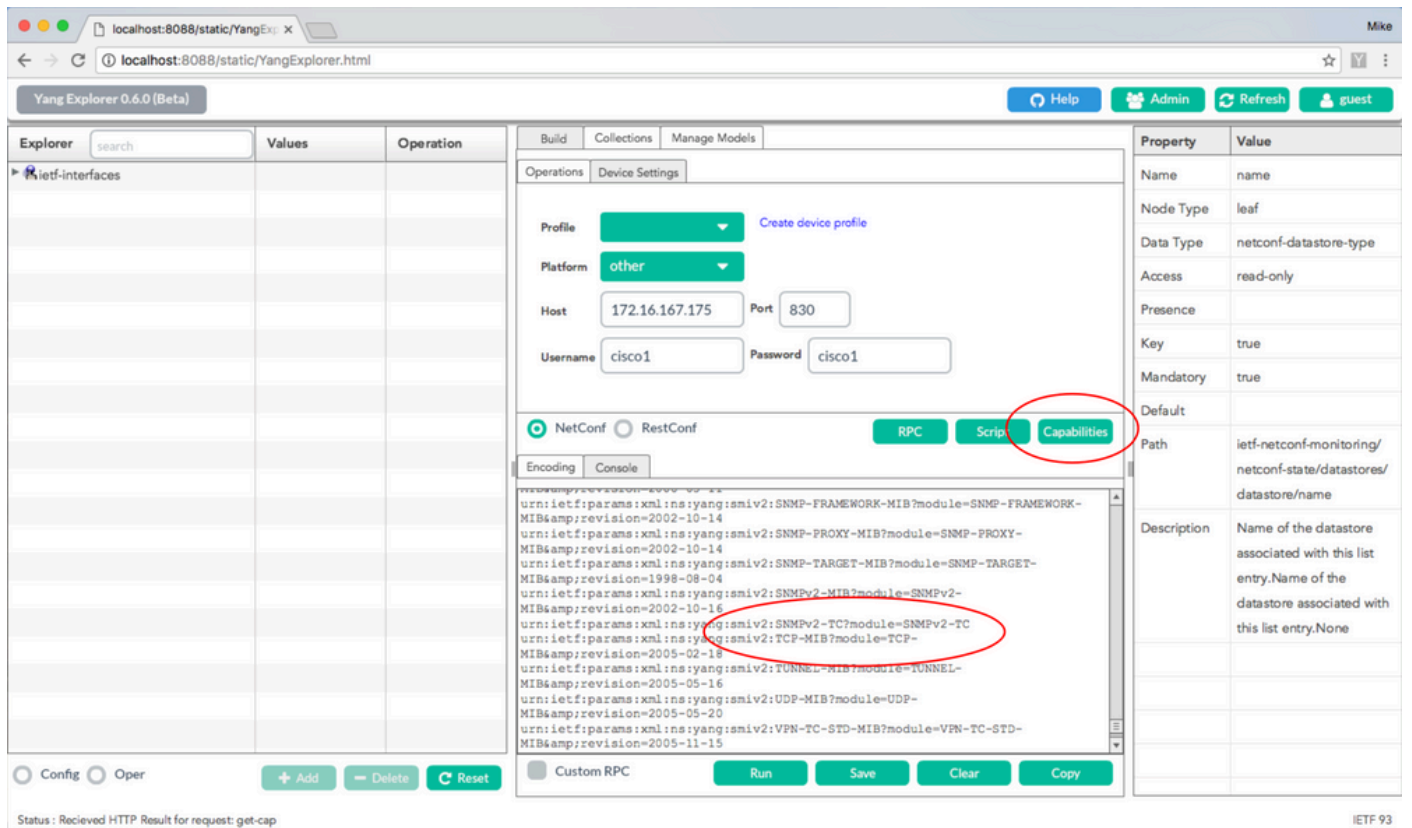 localhost:8088/static/YangExp
Mike
localhost:8088/static/YangExplorer.html
Yang Explorer 0.6.0 (Beta)
Help
Admin
Refresh
guest
Explorer
search
Values
Operation
ietf-interfaces
Build
Collections
Manage Models
Operations
Device Settings
Profile
Create device profile
Platform
other
Host
172.16.167.175
Port
830
Username
cisco1
Password
cisco1
NetConf
RestConf
RPC
Script
Capabilities
Encoding
Console
urn:ietf:params:xml:ns:yang:smiv2:SNMP-FRAMEWORK-MIB?module=SNMP-FRAMEWORK-
MIB&amp;revision=2002-10-14
urn:ietf:params:xml:ns:yang:smiv2:SNMP-PROXY-MIB?module=SNMP-PROXY-
MIB&amp;revision=2002-10-14
urn:ietf:params:xml:ns:yang:smiv2:SNMP-TARGET-MIB?module=SNMP-TARGET-
MIB&amp;revision=1998-08-04
urn:ietf:params:xml:ns:yang:smiv2:SNMPv2-MIB?module=SNMPv2-
MIB&amp;revision=2002-10-16
urn:ietf:params:xml:ns:yang:smiv2:SNMPv2-TC?module=SNMPv2-TC
urn:ietf:params:xml:ns:yang:smiv2:TCP-MIB?module=TCP-
MIB&amp;revision=2005-02-18
urn:ietf:params:xml:ns:yang:smiv2:TUNNEL-MIB?module=TUNNEL-
MIB&amp;revision=2005-05-16
urn:ietf:params:xml:ns:yang:smiv2:UDP-MIB?module=UDP-
MIB&amp;revision=2005-05-20
urn:ietf:params:xml:ns:yang:smiv2:VPN-TC-STD-MIB?module=VPN-TC-STD-
MIB&amp;revision=2005-11-15
Custom RPC
Run
Save
Clear
Copy
Config
Oper
Add
Delete
Reset
Property
Value
Name
name
Node Type
leaf
Data Type
netconf-datastore-type
Access
read-only
Presence
Key
true
Mandatory
true
Default
Path
ietf-netconf-monitoring/
netconf-state/datastores/
datastore/name
Description
Name of the datastore
associated with this list
entry.Name of the
datastore associated with
this list entry.None
Status : Recieved HTTP Result for request: get-cap
IETF 93